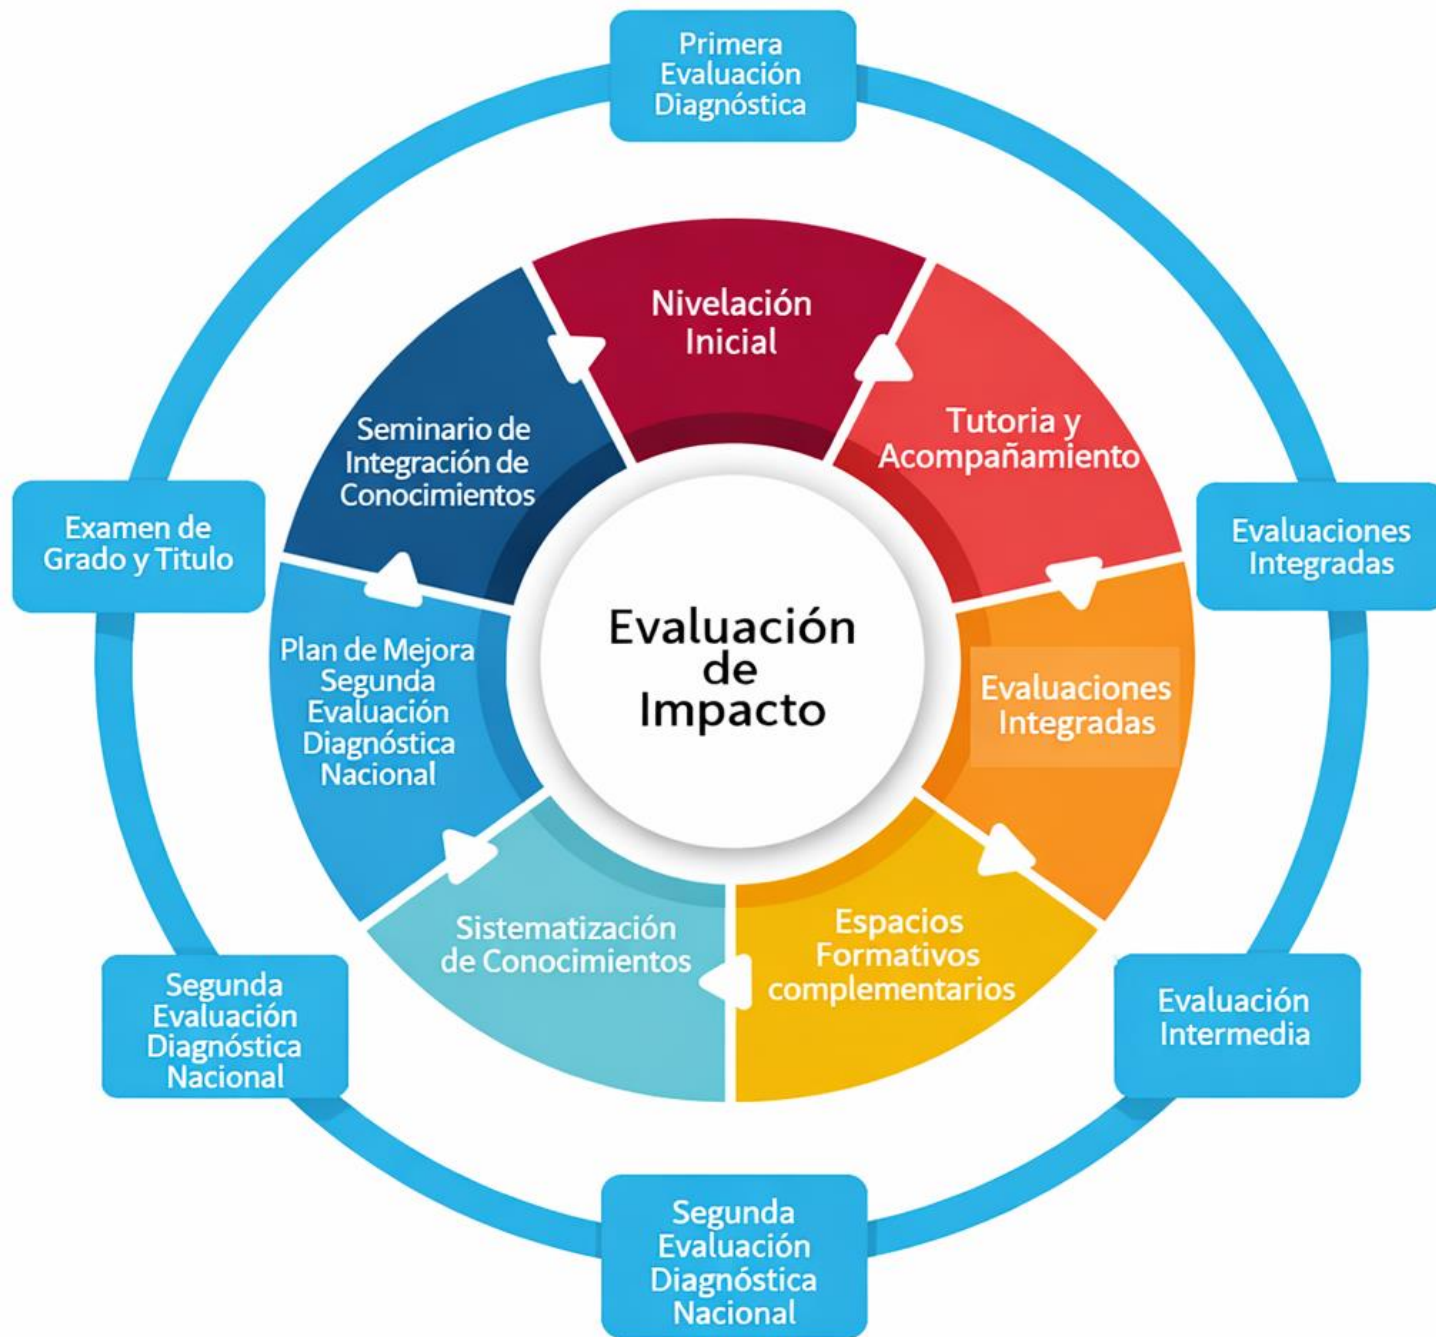 Primera
Evaluación
Diagnóstica
Nivelación
Inicial
Tutoria y
Acompañamiento
Seminario de
Integración de
Conocimientos
Examen de
Grado y Titulo
Evaluaciones
Integradas
Evaluación
de
Impacto
Plan de Mejora
Segunda
Evaluación
Diagnóstica
Nacional
Evaluaciones
Integradas
Sistematización
de Conocimientos
Espacios
Formativos
complementarios
Segunda
Evaluación
Diagnóstica
Nacional
Evaluación
Intermedia
Segunda
Evaluación
Diagnóstica
Nacional